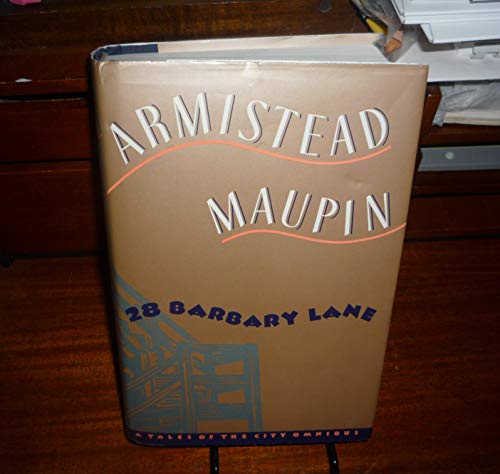 ARMISTEAD
MAUPIN
28 BARBARY LANE
A TALES OF THE CITY OMNIBUS